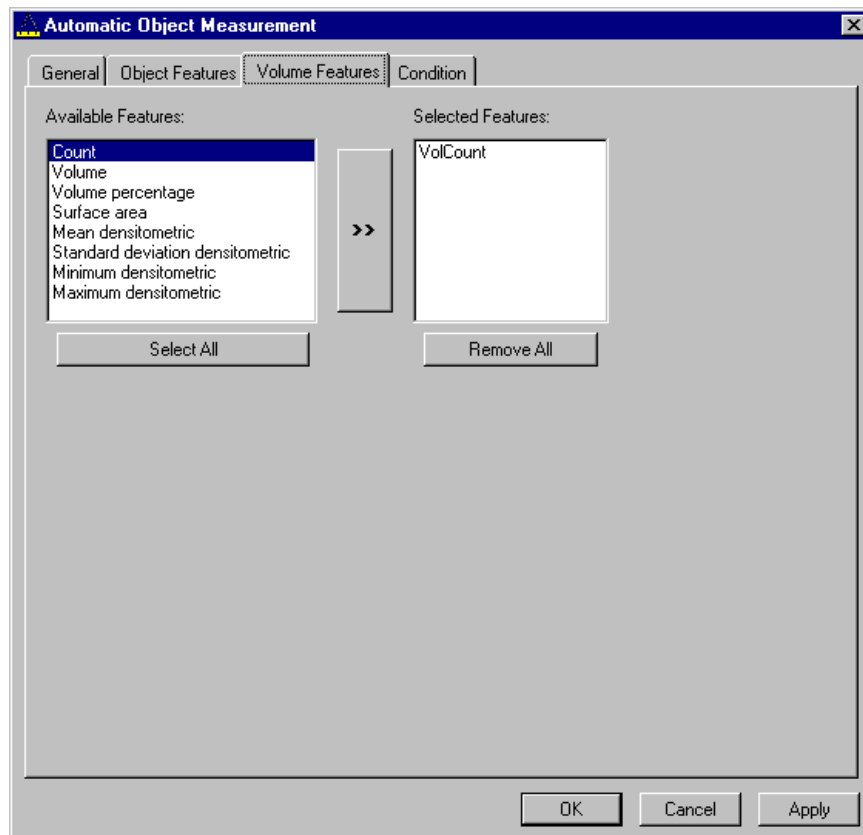 Automatic Object Measurement
General
Object Features
Volume Features
Condition
Available Features:
Selected Features:
Count
Volume
Volume percentage
Surface area
Mean densitometric
Standard deviation densitometric
Minimum densitometric
Maximum densitometric
>>
VolCount
Select All
Remove All
OK
Cancel
Apply